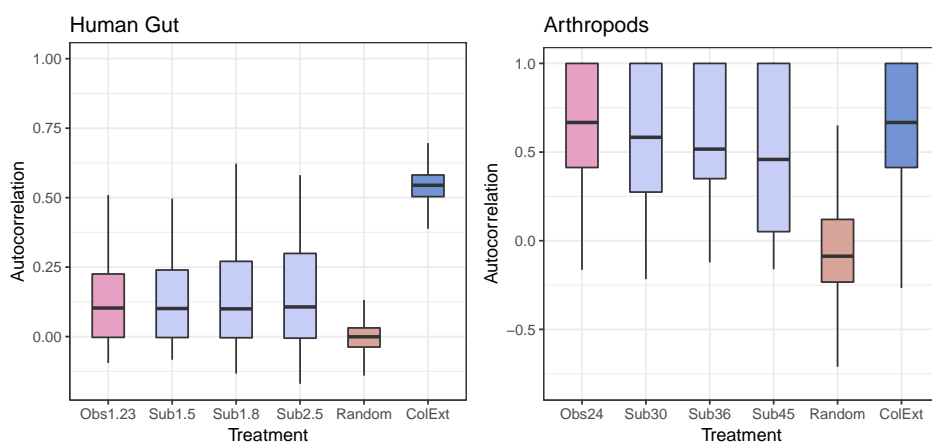 Human Gut
Autocorrelation
1.00
0.75
0.50
0.25
0.00
Obs1.23 Sub1.5 Sub1.8 Sub2.5 Random ColExt
Treatment
Arthropods
Autocorrelation
1.0
0.5
0.0
−0.5
Obs24 Sub30 Sub36 Sub45 Random ColExt
Treatment